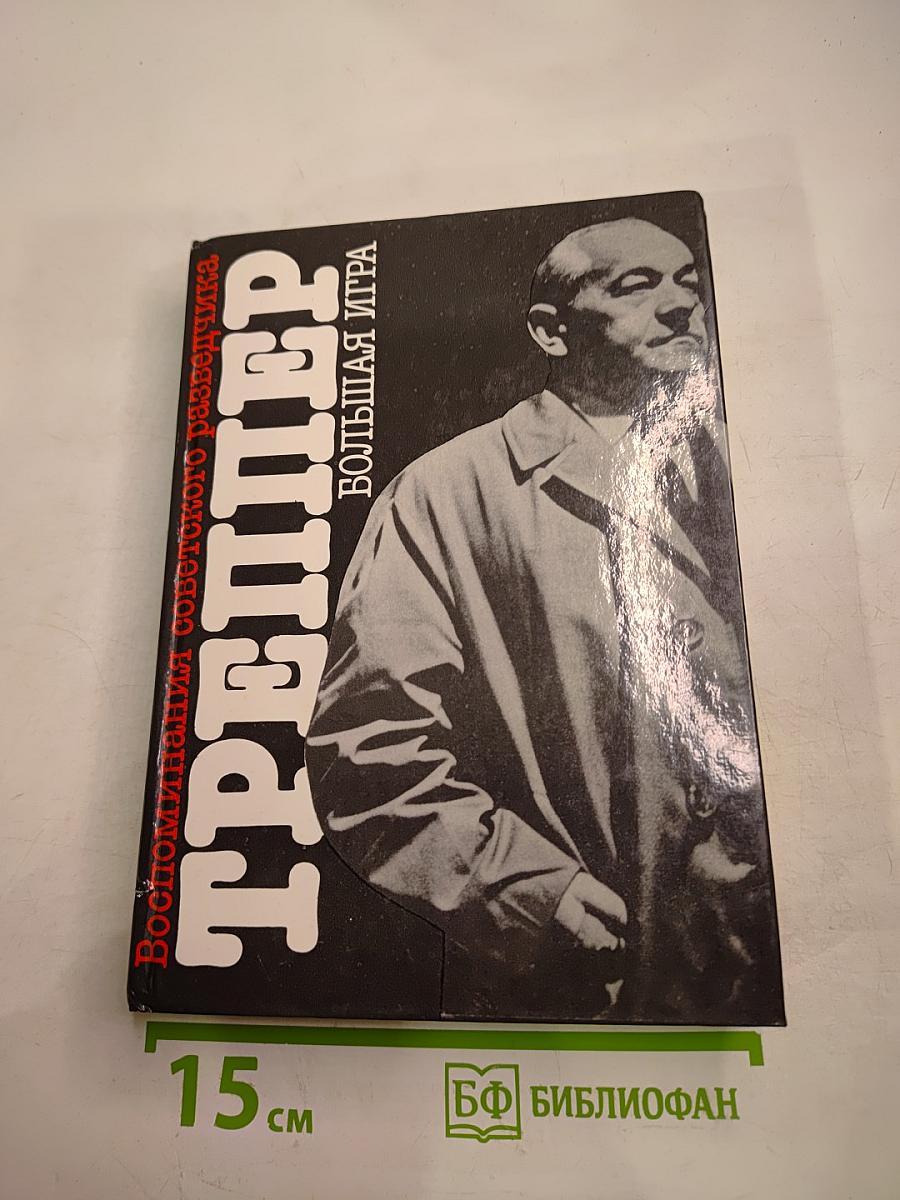 Воспоминания советского разведчика
ТРЕППЕР
БОЛЬШАЯ ИГРА
15 см
БФ БИБЛИОФАН